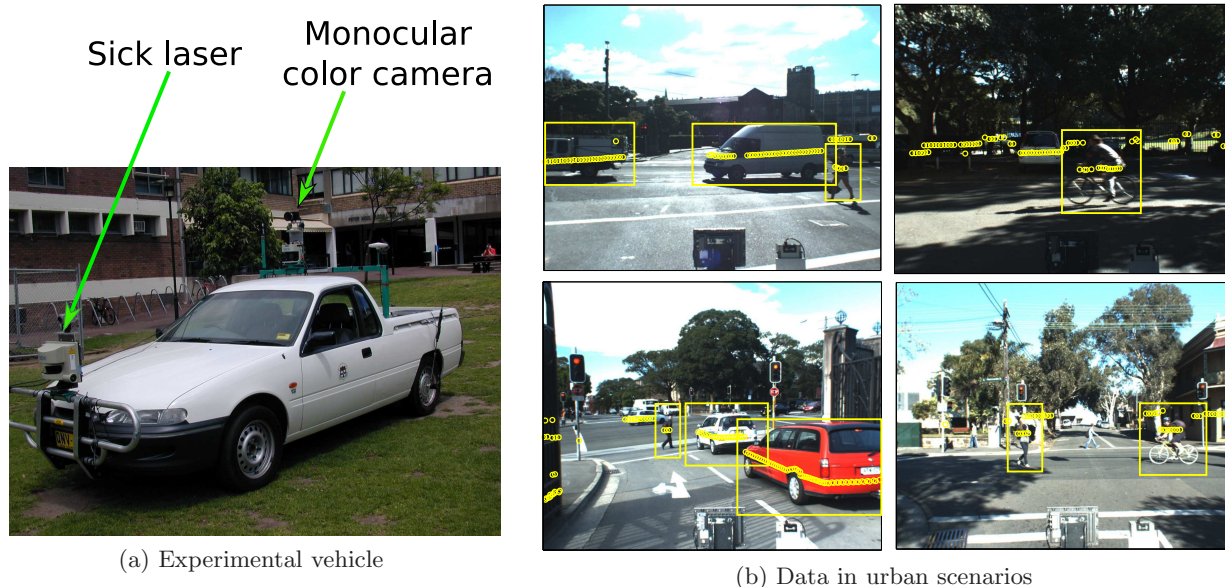 Sick laser
Monocular
color camera
(a) Experimental vehicle
(b) Data in urban scenarios